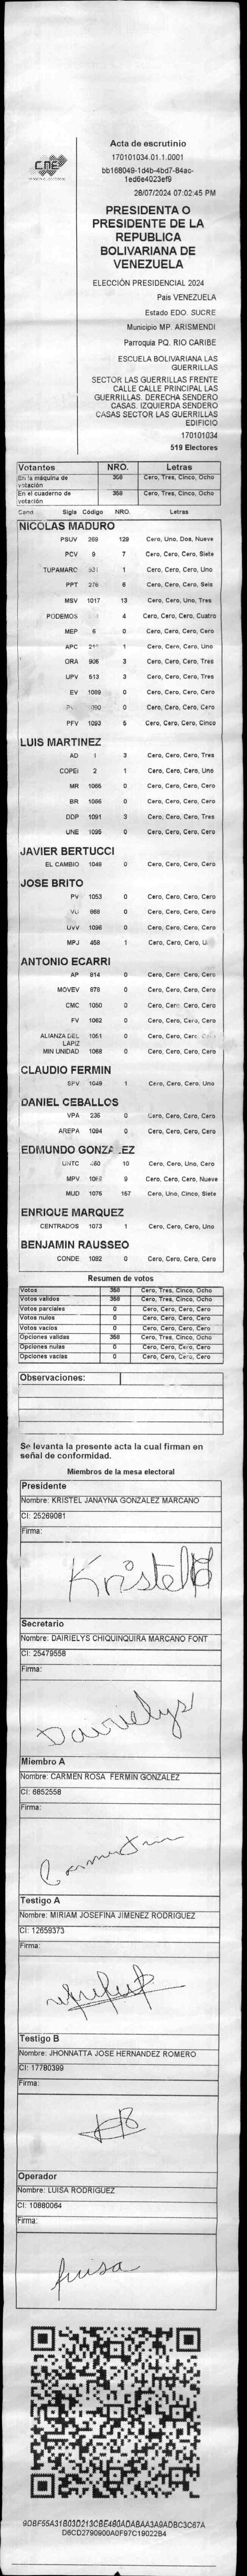 CNE
Acta de escrutinio
170101034.01.1.0001
bb168049-1d4b-4bd7-84ac-
1ed6e4023ef9
28/07/2024 07:02:45 PM
PRESIDENTA O
PRESIDENTE DE LA
REPUBLICA
BOLIVARIANA DE
VENEZUELA
ELECCIÓN PRESIDENCIAL 2024
Pais VENEZUELA
Estado EDO. SUCRE
Municipio MP. ARISMENDI
Parroquia PQ. RIO CARIBE
ESCUELA BOLIVARIANA LAS
GUERRILLAS
SECTOR LAS GUERRILLAS FRENTE
CALLE CALLE PRINCIPAL LAS
GUERRILLAS. DERECHA SENDERO
CASAS. IZQUIERDA SENDERO
CASAS SECTOR LAS GUERRILLAS
EDIFICIO
170101034
519 Electores
Votantes NRO. Letras
En la máquina de votación 358 Cero, Tres, Cinco, Ocho
En el cuaderno de votación 358 Cero, Tres, Cinco, Ocho
Cand Sigla Código NRO. Letras
NICOLAS MADURO
PSUV 269 129 Cero, Uno, Dos, Nueve
PCV 9 7 Cero, Cero, Cero, Siete
TUPAMARO 1 Cero, Cero, Cero, Uno
PPT 276 6 Cero, Cero, Cero, Seis
MSV 1017 13 Cero, Cero, Uno, Tres
PODEMOS 4 Cero, Cero, Cero, Cuatro
MEP 6 0 Cero, Cero, Cero, Cero
APC 1 Cero, Cero, Cero, Uno
ORA 906 3 Cero, Cero, Cero, Tres
UPV 513 3 Cero, Cero, Cero, Tres
EV 1089 0 Cero, Cero, Cero, Cero
0 Cero, Cero, Cero, Cero
PFV 1093 5 Cero, Cero, Cero, Cinco
LUIS MARTINEZ
AD 1 3 Cero, Cero, Cero, Tres
COPEI 2 1 Cero, Cero, Cero, Uno
MR 1065 0 Cero, Cero, Cero, Cero
BR 1066 0 Cero, Cero, Cero, Cero
DDP 1091 3 Cero, Cero, Cero, Tres
UNE 1095 0 Cero, Cero, Cero, Cero
JAVIER BERTUCCI
EL CAMBIO 1048 0 Cero, Cero, Cero, Cero
JOSE BRITO
PV 1053 0 Cero, Cero, Cero, Cero
VU 868 0 Cero, Cero, Cero, Cero
UVV 1096 0 Cero, Cero, Cero, Cero
MPJ 458 1 Cero, Cero, Cero,
ANTONIO ECARRI
AP 814 0 Cero, Cero, Cero, Cero
MOVEV 878 0 Cero, Cero, Cero, Cero
CMC 1050 0 Cero, Cero, Cero, Cero
FV 1062 0 Cero, Cero, Cero, Cero
ALIANZA DEL LAPIZ 1051 0 Cero, Cero, Cero,
MIN UNIDAD 1068 0 Cero, Cero, Cero, Cero
CLAUDIO FERMIN
SPV 1049 1 Cero, Cero, Cero, Uno
DANIEL CEBALLOS
VPA 236 0 Cero, Cero, Cero, Cero
AREPA 1094 0 Cero, Cero, Cero, Cero
EDMUNDO GONZALEZ
UNTC 10 Cero, Cero, Uno, Cero
MPV 9 Cero, Cero, Cero, Nueve
MUD 1076 167 Cero, Uno, Cinco, Siete
ENRIQUE MARQUEZ
CENTRADOS 1073 1 Cero, Cero, Cero, Uno
BENJAMIN RAUSSEO
CONDE 1092 0 Cero, Cero, Cero, Cero
Resumen de votos
Votos 358 Cero, Tres, Cinco, Ocho
Votos validos 358 Cero, Tres, Cinco, Ocho
Votos parciales 0 Cero, Cero, Cero, Cero
Votos nulos 0 Cero, Cero, Cero, Cero
Votos vacios 0 Cero, Cero, Cero, Cero
Opciones validas 358 Cero, Tres, Cinco, Ocho
Opciones nulas 0 Cero, Cero, Cero, Cero
Opciones vacias 0 Cero, Cero, Cero, Cero
Observaciones:
Se levanta la presente acta la cual firman en
señal de conformidad.
Miembros de la mesa electoral
Presidente
Nombre: KRISTEL JANAYNA GONZALEZ MARCANO
CI: 25269081
Firma:
Kristel
Secretario
Nombre: DAIRIELYS CHIQUINQUIRA MARCANO FONT
CI: 25479558
Firma:
Dairielys
Miembro A
Nombre: CARMEN ROSA FERMIN GONZALEZ
CI: 6852558
Firma:
Testigo A
Nombre: MIRIAM JOSEFINA JIMENEZ RODRIGUEZ
CI: 12659373
Firma:
Testigo B
Nombre: JHONNATTA JOSE HERNANDEZ ROMERO
CI: 17780399
Firma:
Operador
Nombre: LUISA RODRIGUEZ
CI: 10880064
Firma:
luisa
9DBF55A31B03D213CBE480ADABAA3A9ADBC3C67A
D6CD2790900A0F97C19022B4